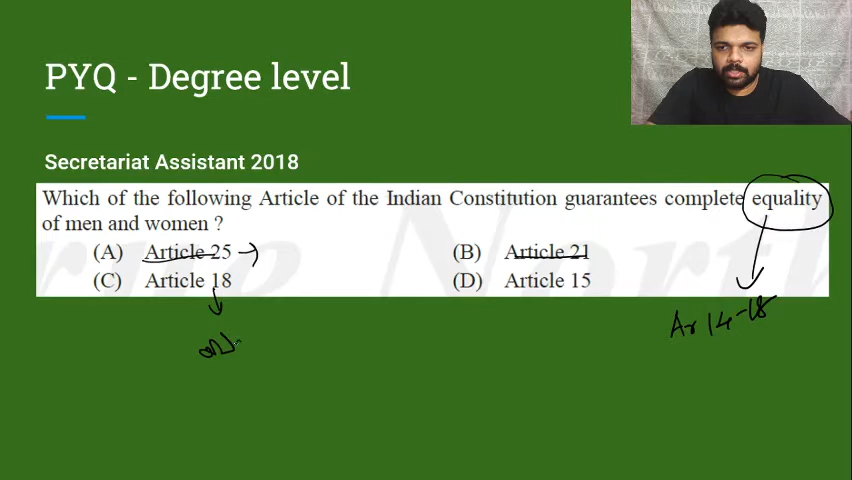 PYQ - Degree level
Secretariat Assistant 2018
Which of the following Article of the Indian Constitution guarantees complete equality
of men and women ?
(A) Article 25 (B) Article 21
(C) Article 18 (D) Article 15
Ar 14-18